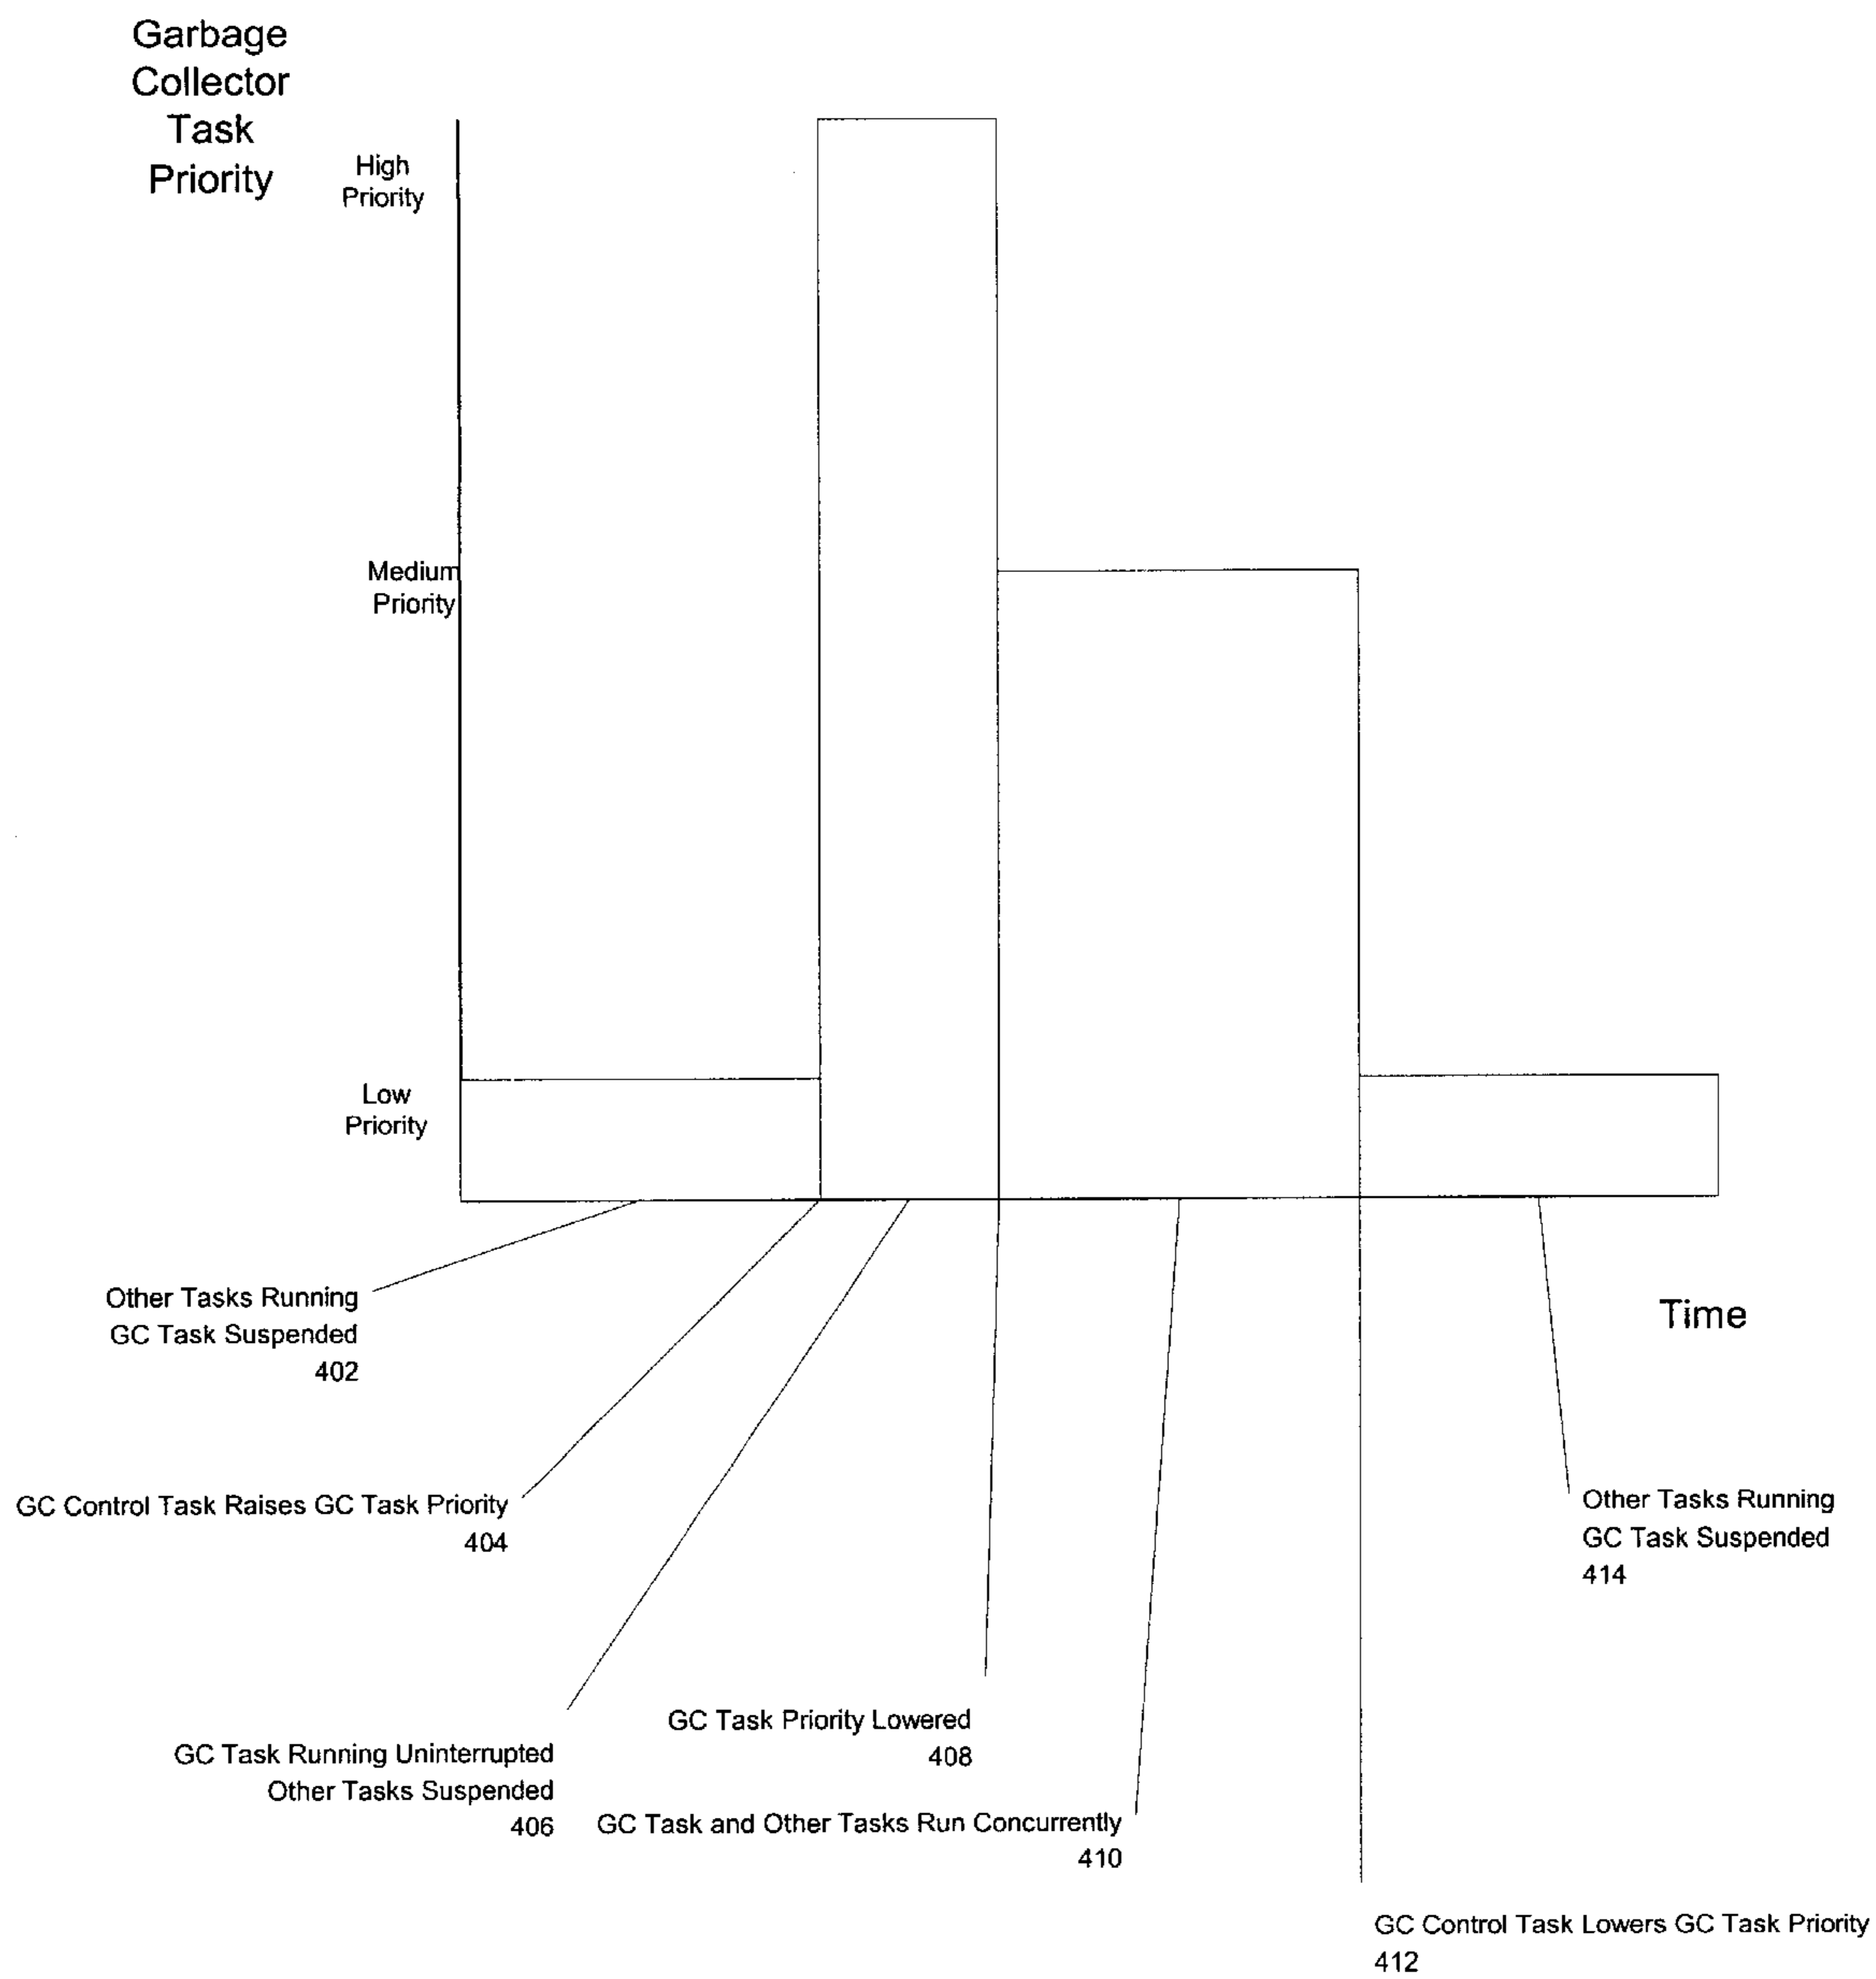 Garbage
Collector
Task
Priority
High
Priority
Medium
Priority
Low
Priority
Other Tasks Running
GC Task Suspended
402
Time
GC Control Task Raises GC Task Priority
404
Other Tasks Running
GC Task Suspended
414
GC Task Running Uninterrupted
Other Tasks Suspended
406
GC Task Priority Lowered
408
GC Task and Other Tasks Run Concurrently
410
GC Control Task Lowers GC Task Priority
412